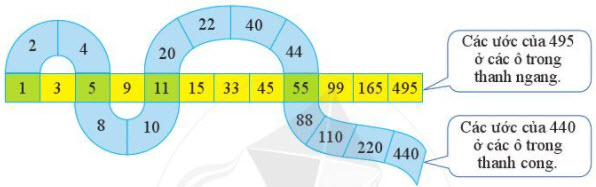 2 4 20 22 40 44
1 3 5 9 11 15 33 45 55 99 165 495
8 10 88 110 220 440
Các ước của 495
ở các ô trong
thanh ngang.
Các ước của 440
ở các ô trong
thanh cong.